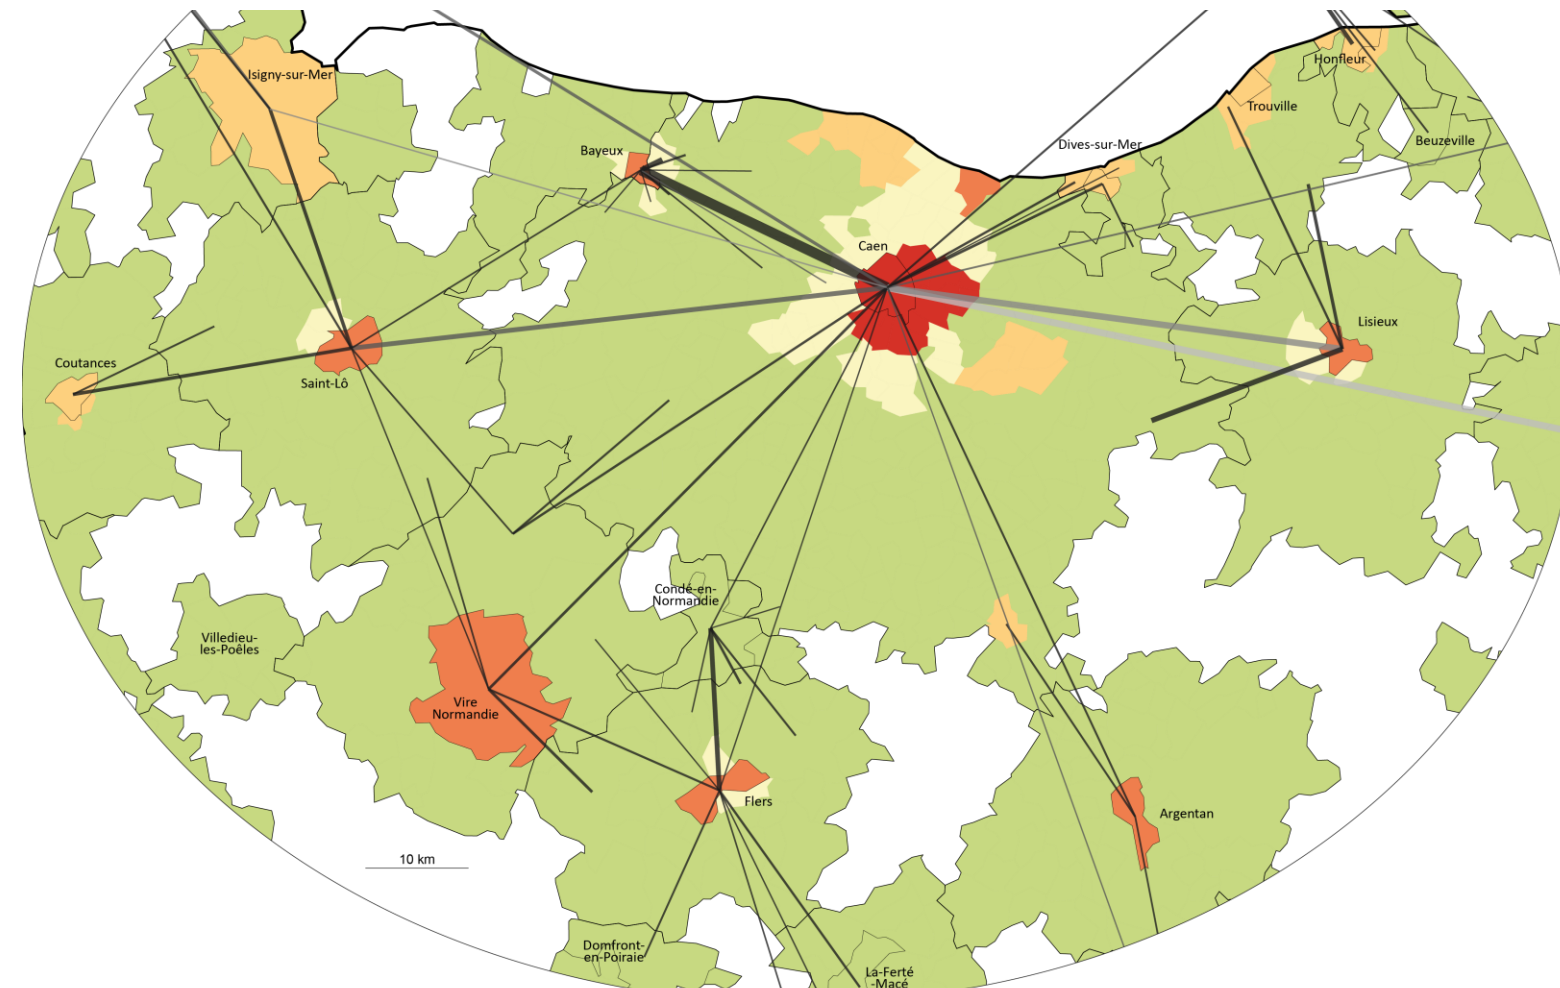 Isigny-sur-Mer
Honfleur
Trouville
Beuzeville
Dives-sur-Mer
Bayeux
Caen
Lisieux
Coutances
Saint-Lô
Condé-en-
Normandie
Villedieu-
les-Poêles
Vire
Normandie
Flers
Argentan
10 km
Domfront-
en-Poiraie
La-Ferté
-Macé